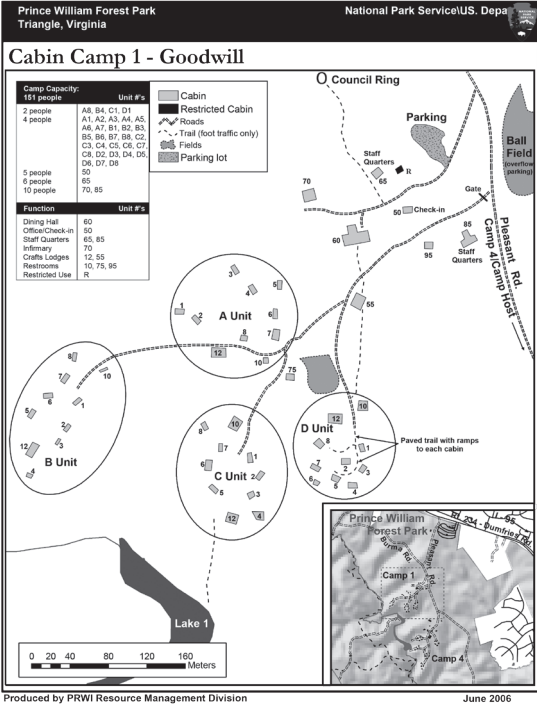 Prince William Forest Park
National Park Service\US. Depa
Triangle, Virginia
Cabin Camp 1 - Goodwill
Camp Capacity:
151 people Unit #'s
2 people A8, B4, C1, D1
4 people A1, A2, A3, A4, A5,
A6, A7, B1, B2, B3,
B5, B6, B7, B8, C2,
C3, C4, C5, C6, C7,
C8, D2, D3, D4, D5,
D6, D7, D8
5 people 50
6 people 65
10 people 70, 85
Function Unit #'s
Dining Hall 60
Office/Check-in 50
Staff Quarters 65, 85
Infirmary 70
Crafts Lodges 12, 55
Restrooms 10, 75, 95
Restricted Use R
Cabin
Restricted Cabin
Roads
Trail (foot traffic only)
Fields
Parking lot
Council Ring
Parking
Ball
Field
(overflow
parking)
Staff
Quarters
R
65
70
Gate
50 Check-in
60
85
95
Staff
Quarters
Pleasant Rd.
Camp 4/Camp Host
55
3
4
5
1
2
A Unit
6
8
7
12
10
75
8
7
10
6
1
5
2
12
3
B Unit
4
8
10
7
1
6
C Unit
2
5
3
12
4
D Unit
10
12
8
1
7
2
3
6
5
4
Paved trail with ramps
to each cabin
Lake 1
0 20 40 80 120 160
Meters
Prince William
Forest Park
I - 95
Rt. 234 - Dumfries Rd.
Burma Rd.
Pleasant Rd.
Camp 1
Camp 4
Produced by PRWI Resource Management Division
June 2006